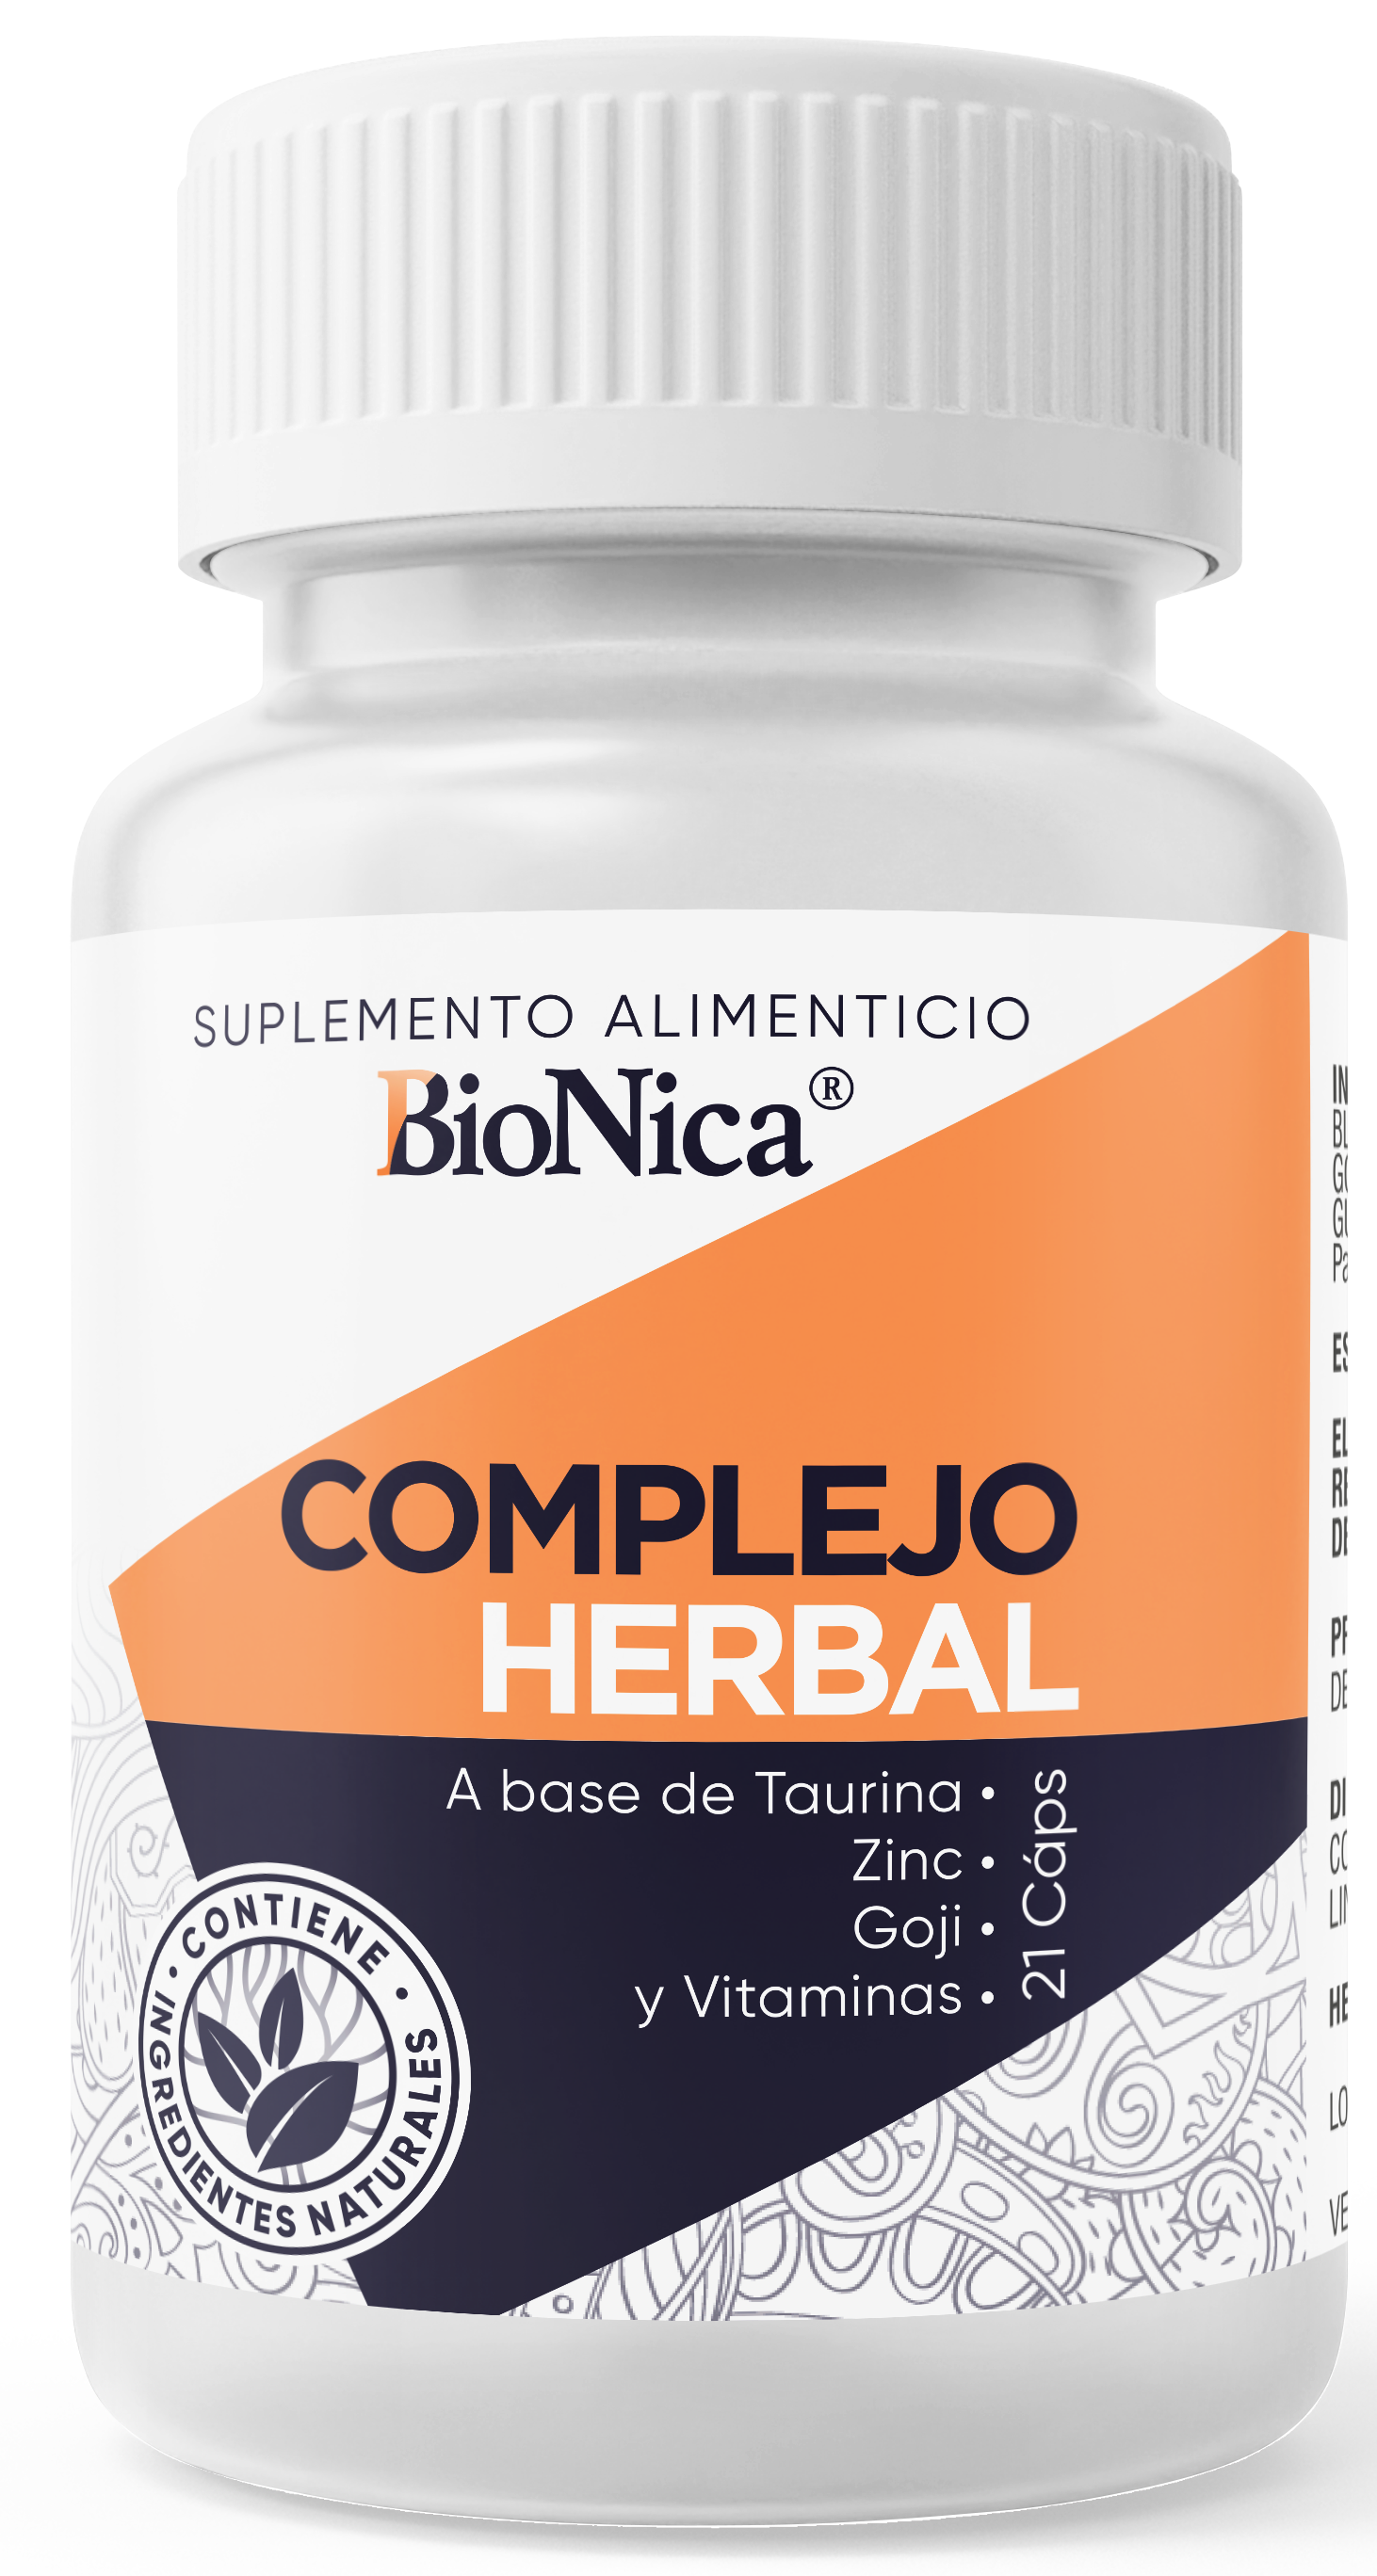 SUPLEMENTO ALIMENTICIO
BioNica®
COMPLEJO
HERBAL
A base de Taurina •
Zinc •
Goji •
y Vitaminas •
21 Cáps
• CONTIENE •
INGREDIENTES NATURALES